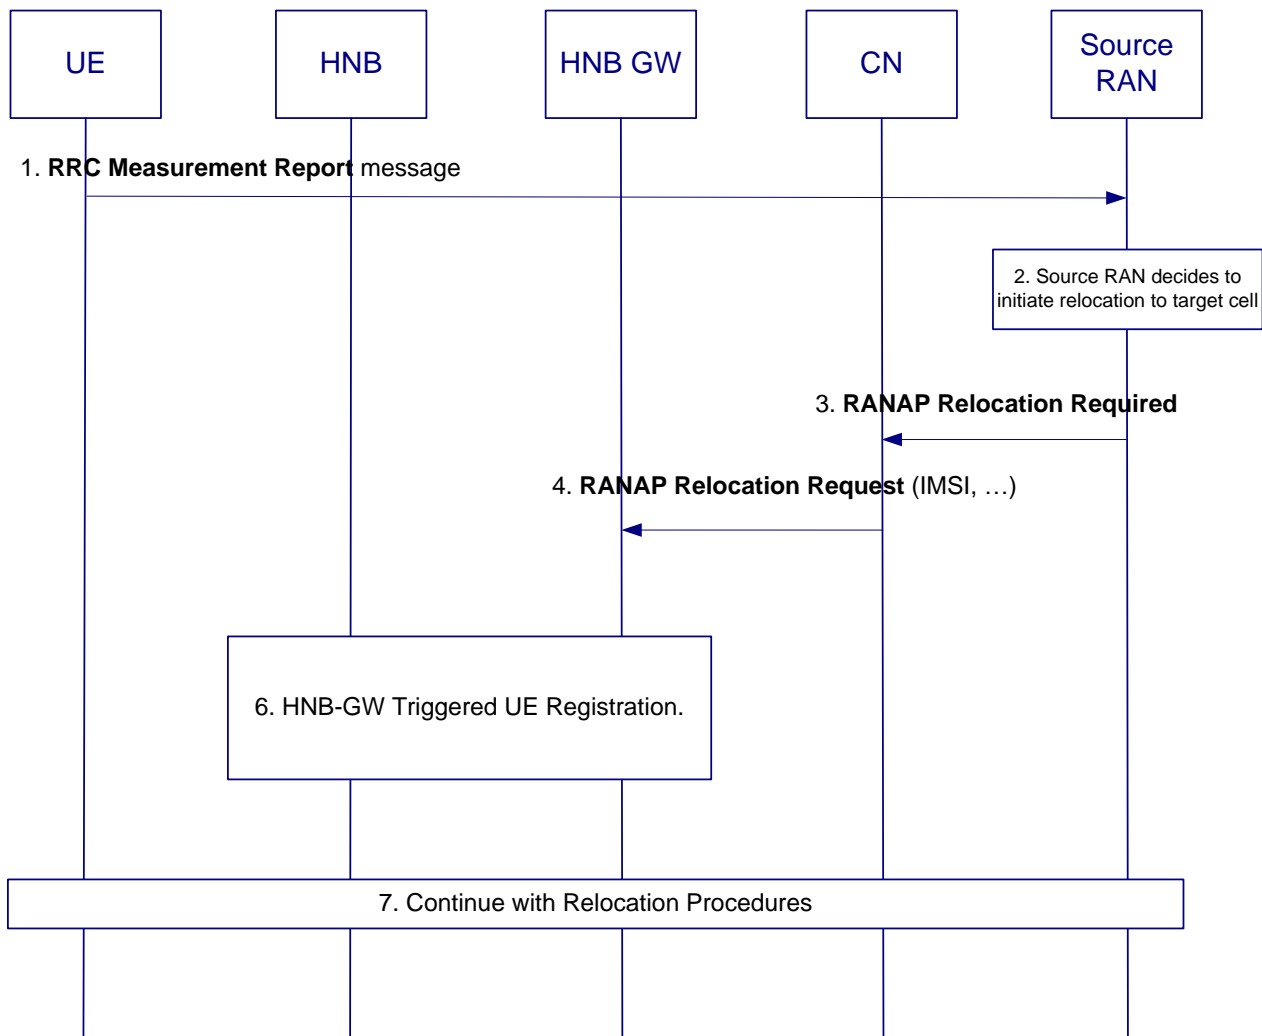 UE
HNB
HNB GW
CN
Source
RAN
1. RRC Measurement Report message
2. Source RAN decides to
initiate relocation to target cell
3. RANAP Relocation Required
4. RANAP Relocation Request (IMSI, …)
6. HNB-GW Triggered UE Registration.
7. Continue with Relocation Procedures